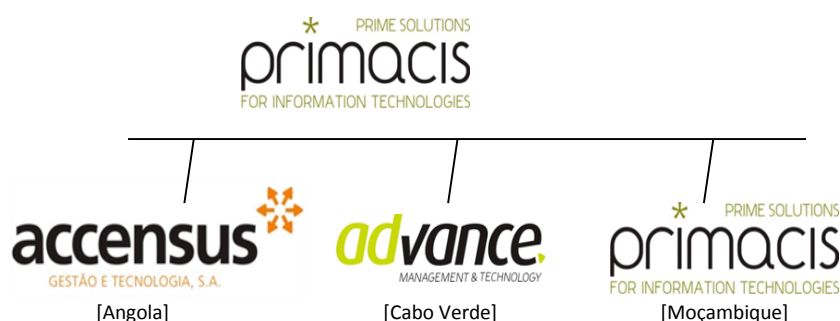 * PRIME SOLUTIONS
primacis
FOR INFORMATION TECHNOLOGIES
accensus
GESTÃO E TECNOLOGIA, S.A.
[Angola]
advance.
MANAGEMENT & TECHNOLOGY
[Cabo Verde]
* PRIME SOLUTIONS
primacis
FOR INFORMATION TECHNOLOGIES
[Moçambique]